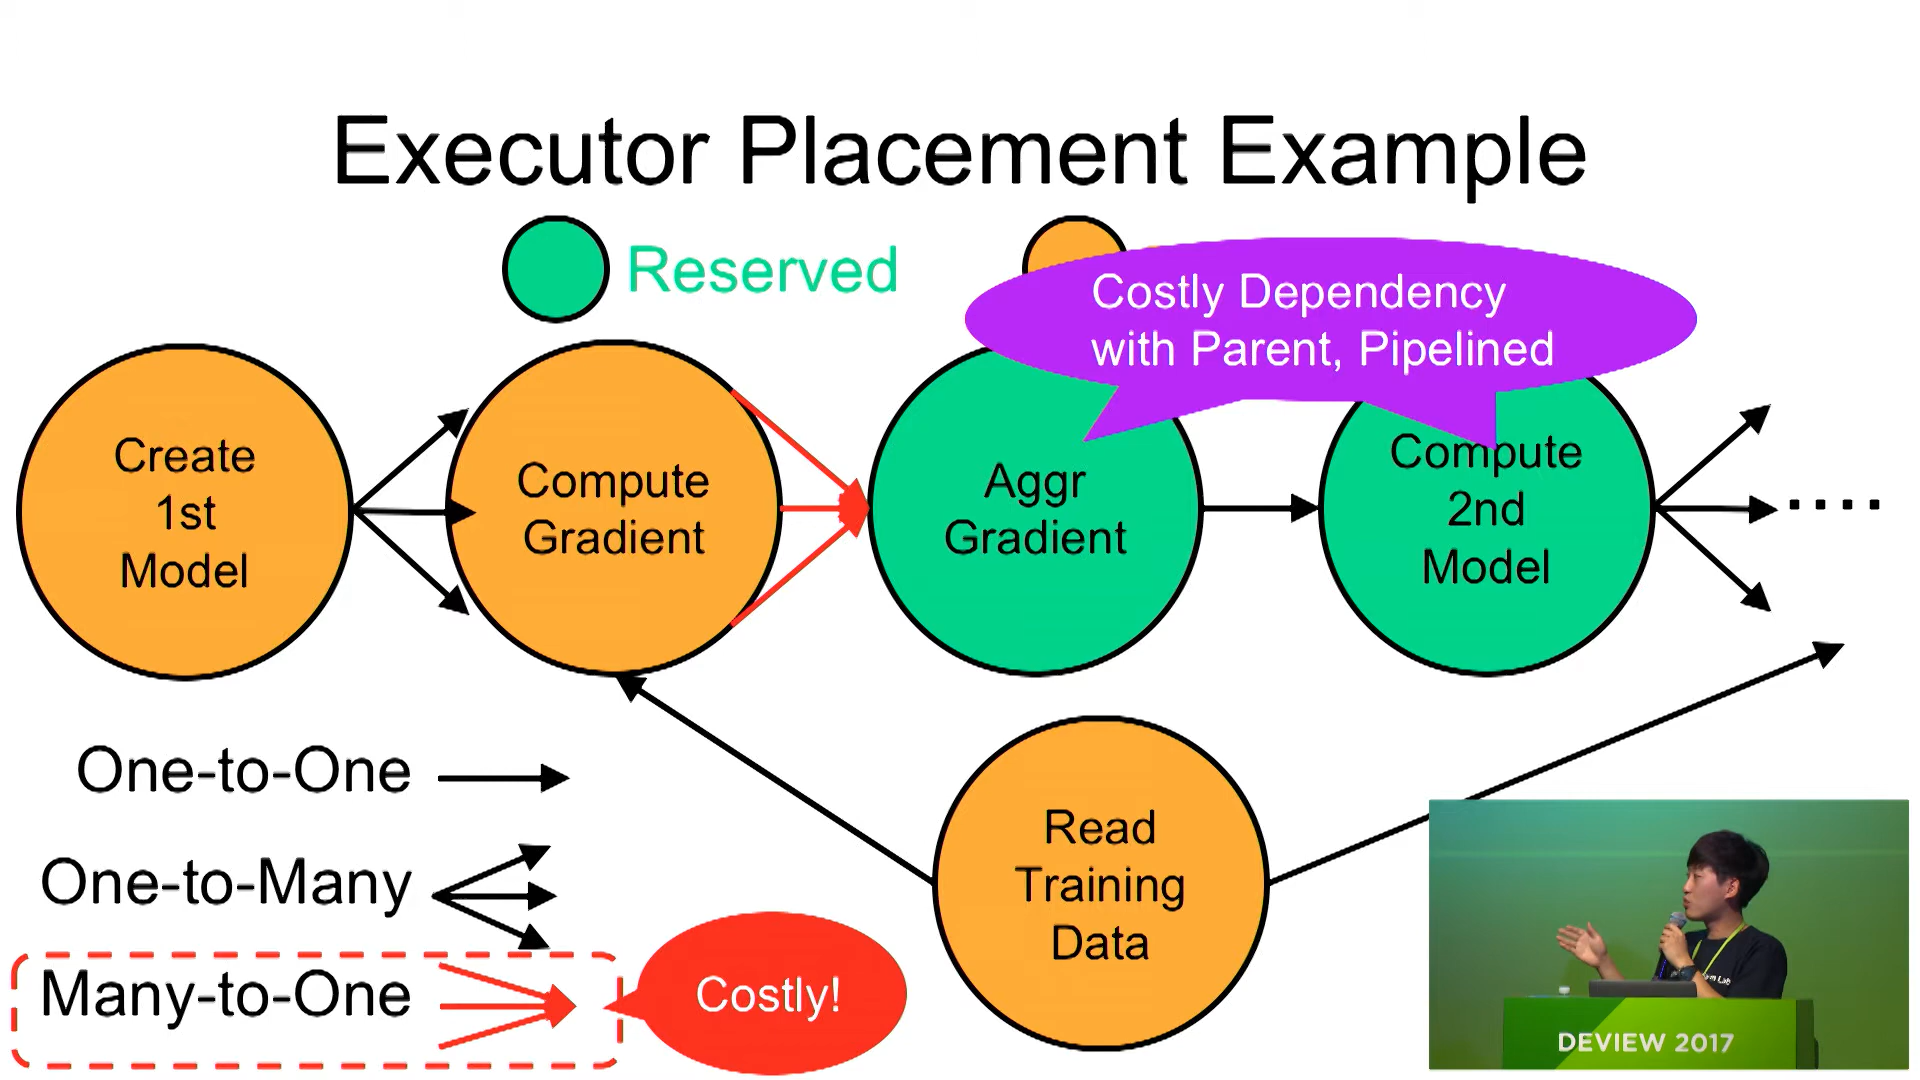 Executor Placement Example
Reserved
Costly Dependency
with Parent, Pipelined
Create
1st
Model
Compute
Gradient
Aggr
Gradient
Compute
2nd
Model
....
One-to-One
One-to-Many
Many-to-One
Costly!
Read
Training
Data
Lab
DEVIEW 2017